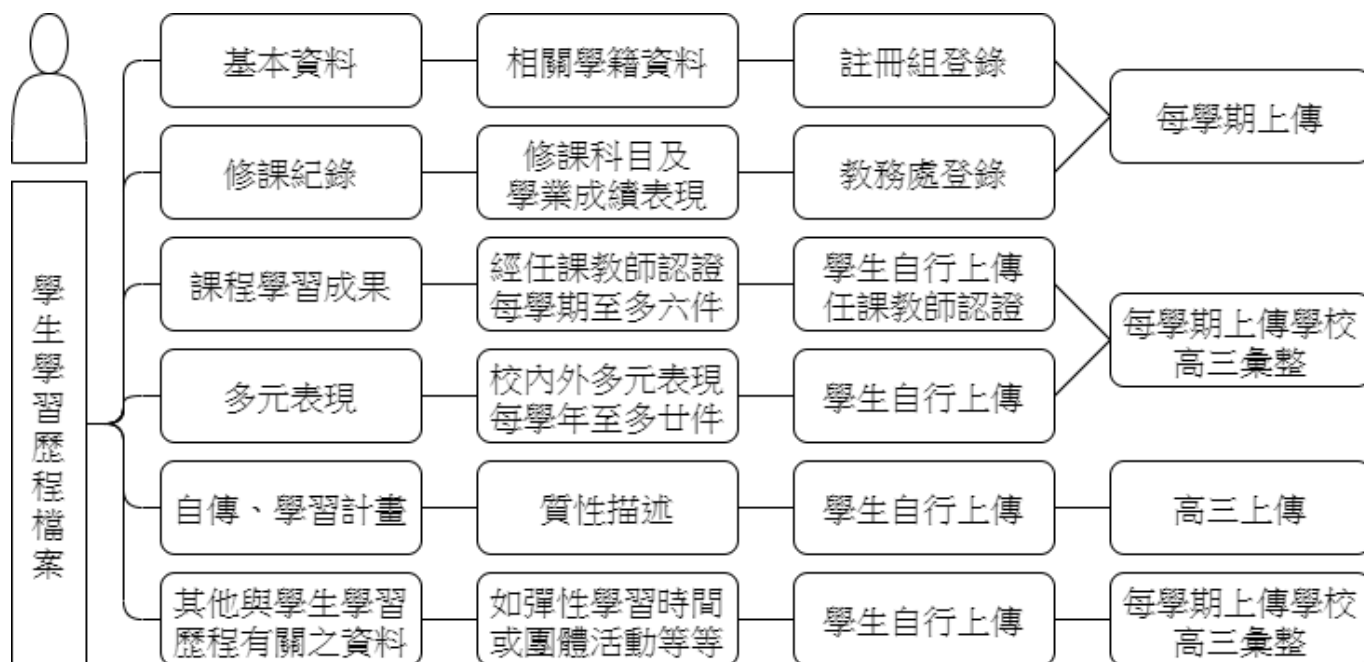 學生學習歷程檔案
基本資料
相關學籍資料
註冊組登錄
每學期上傳
修課紀錄
修課科目及
學業成績表現
教務處登錄
課程學習成果
經任課教師認證
每學期至多六件
學生自行上傳
任課教師認證
每學期上傳學校
高三彙整
多元表現
校內外多元表現
每學年至多廿件
學生自行上傳
自傳、學習計畫
質性描述
學生自行上傳
高三上傳
其他與學生學習
歷程有關之資料
如彈性學習時間
或團體活動等等
學生自行上傳
每學期上傳學校
高三彙整